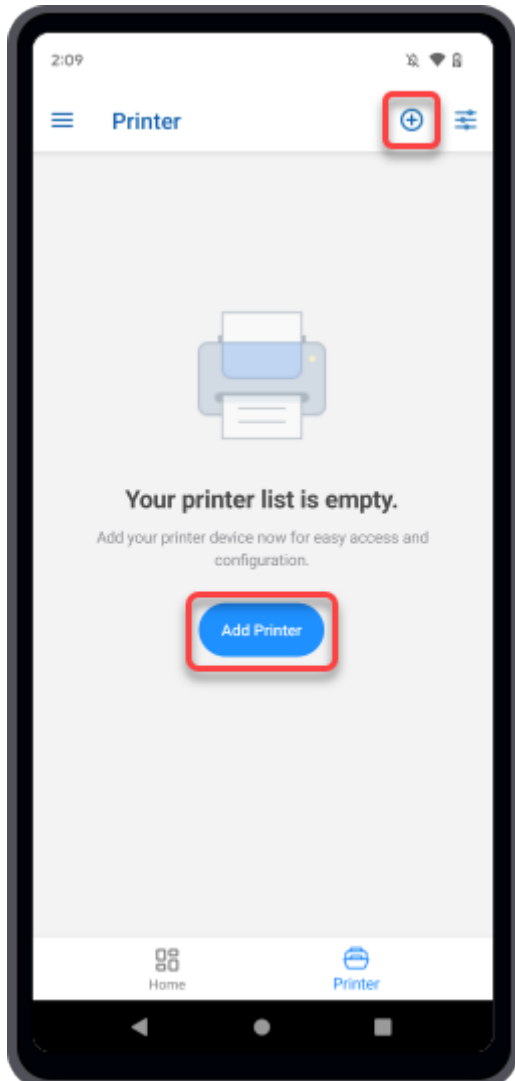 2:09
Printer
Your printer list is empty.
Add your printer device now for easy access and
configuration.
Add Printer
Home
Printer